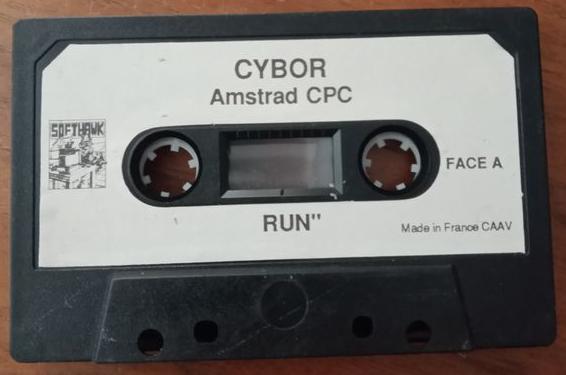 CYBOR
Amstrad CPC
SOFTHAWK
FACE A
RUN"
Made in France CAAV